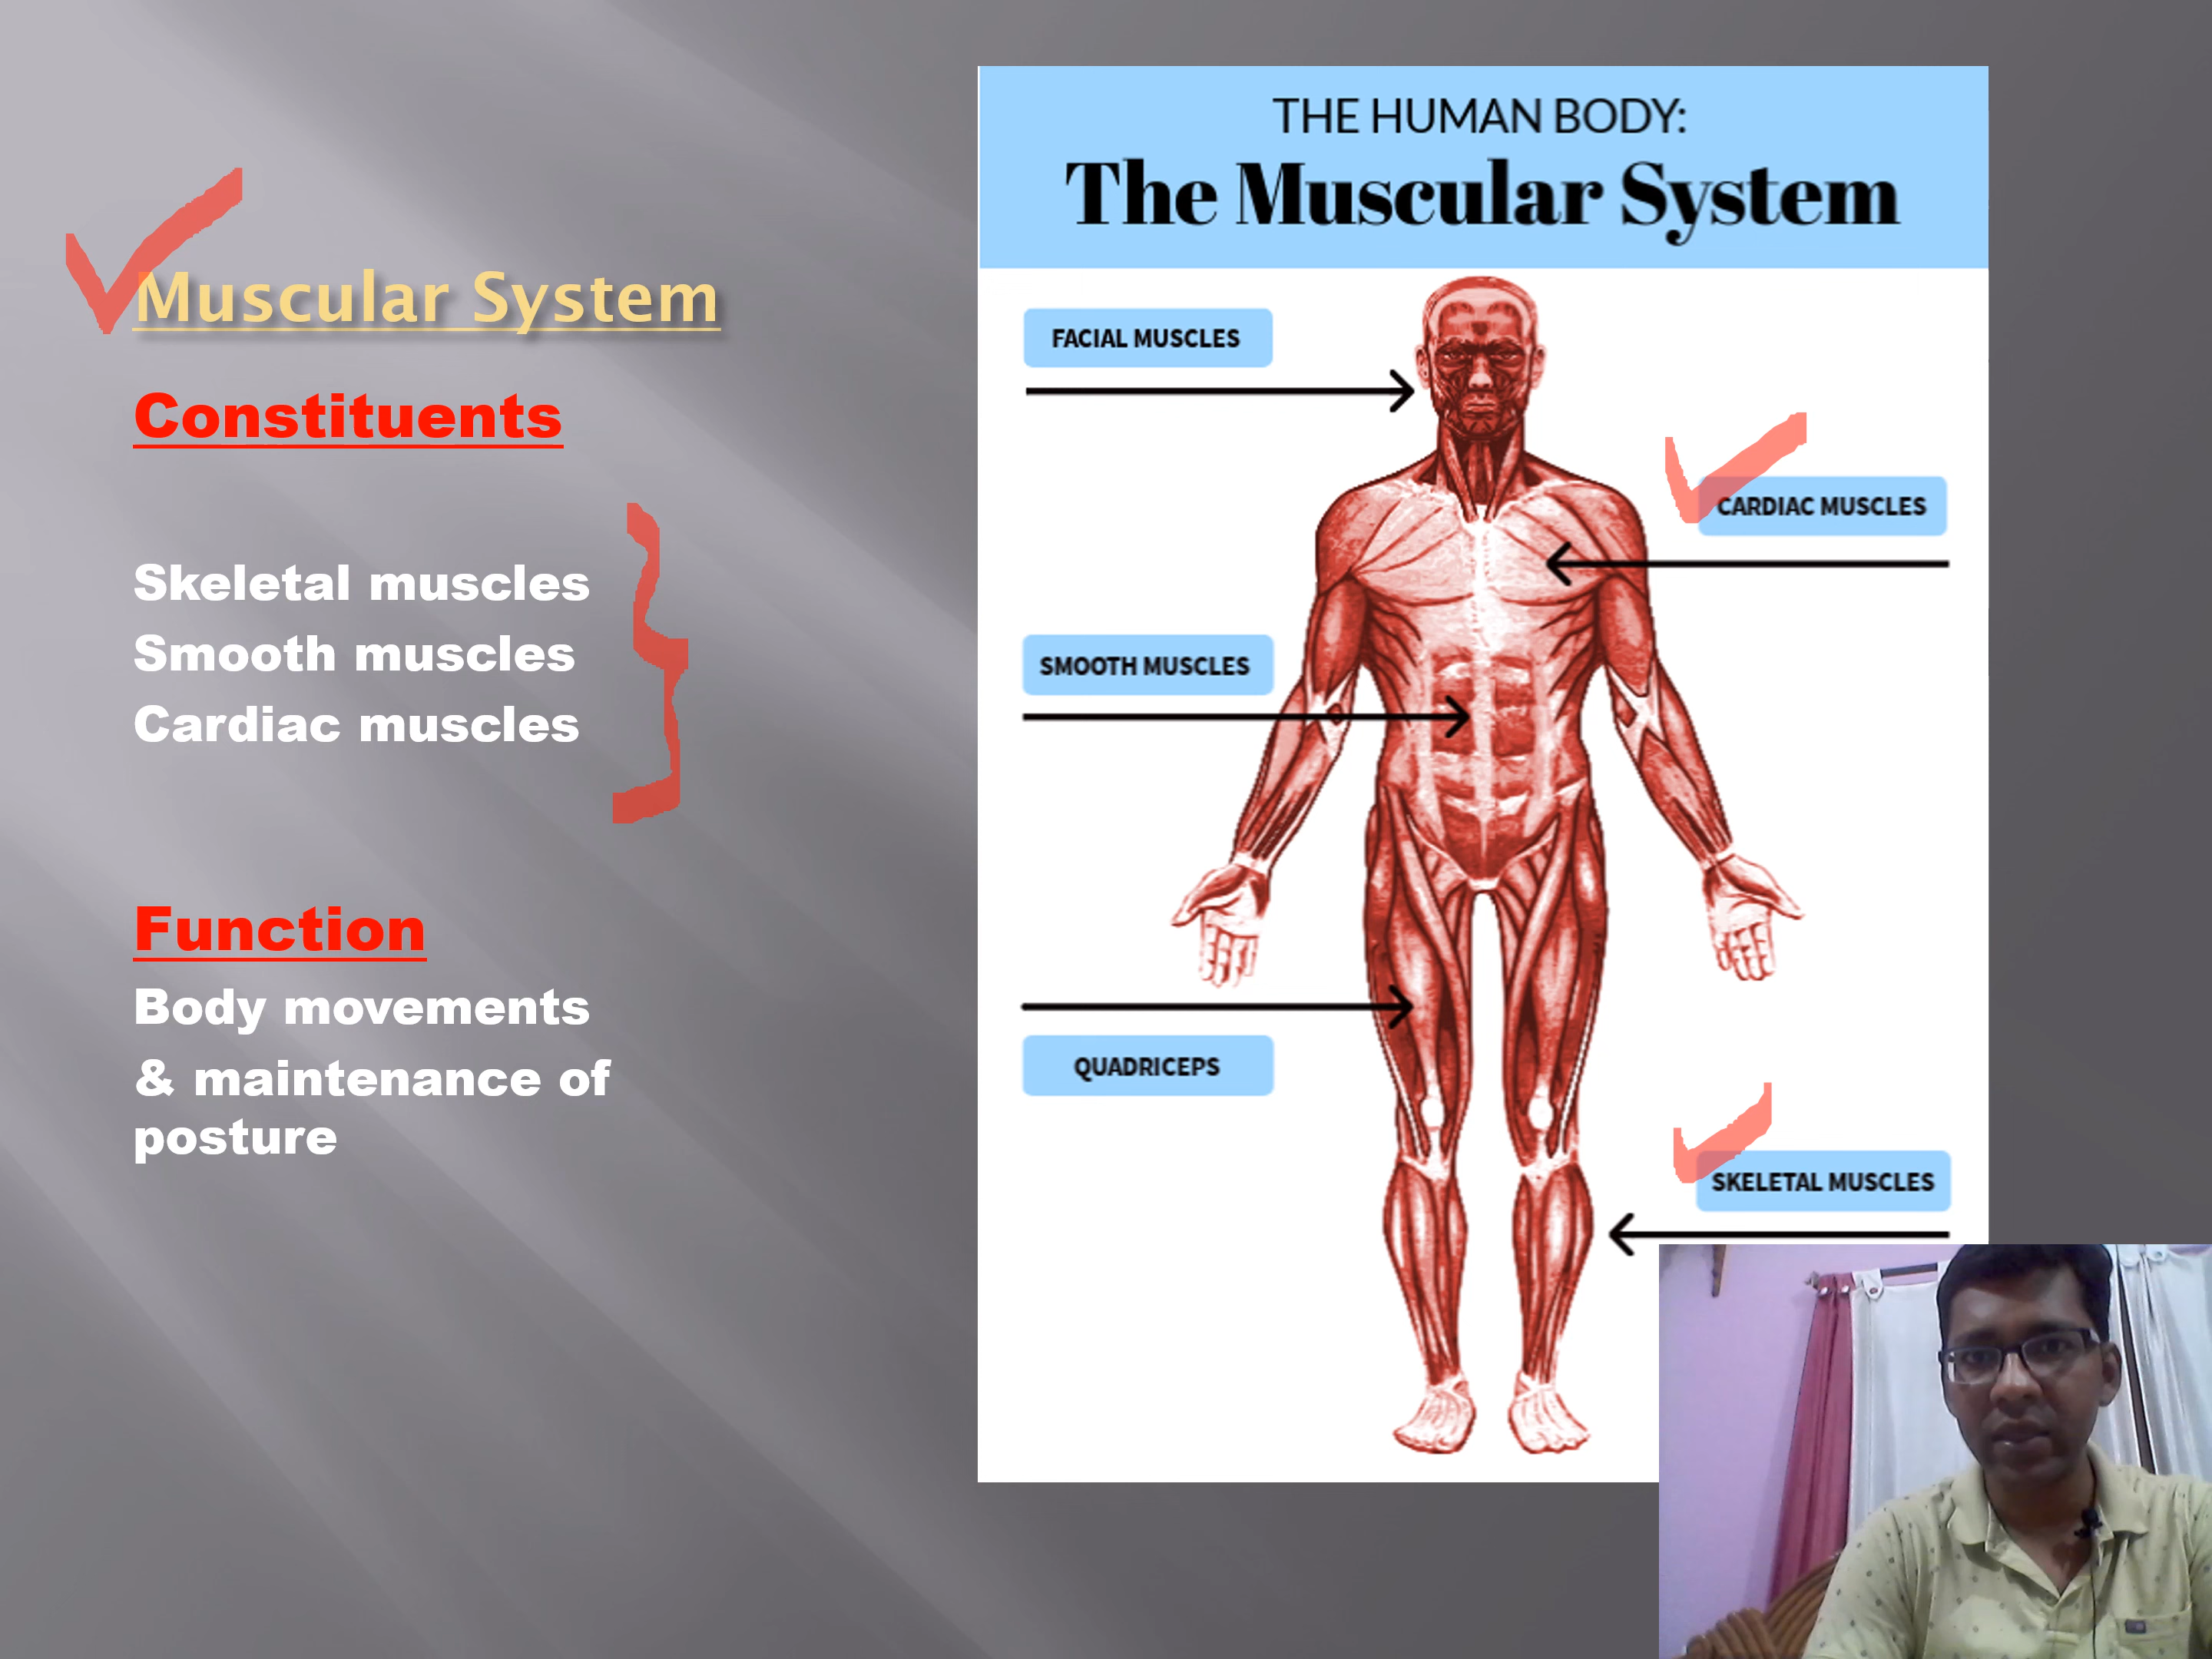 Muscular System
Constituents
Skeletal muscles
Smooth muscles
Cardiac muscles
Function
Body movements
& maintenance of
posture
THE HUMAN BODY:
The Muscular System
FACIAL MUSCLES
CARDIAC MUSCLES
SMOOTH MUSCLES
QUADRICEPS
SKELETAL MUSCLES